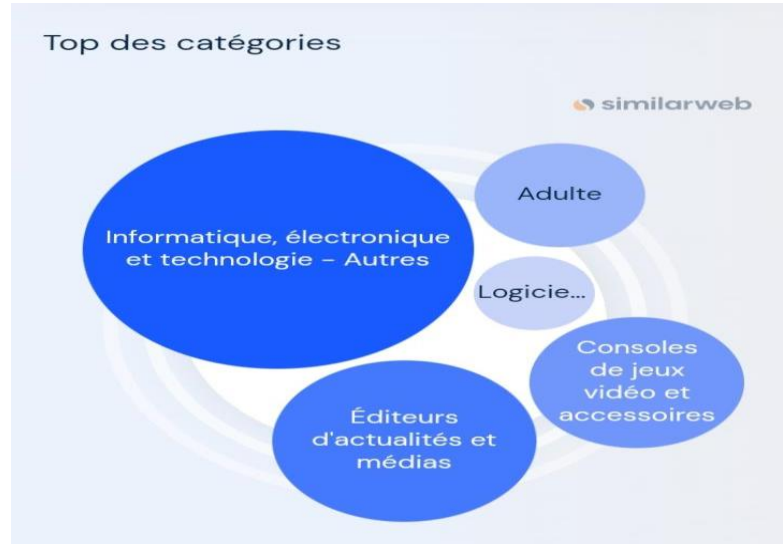 Top des catégories
similarweb
Informatique, électronique
et technologie – Autres
Adulte
Logicie...
Consoles
de jeux
vidéo et
accessoires
Éditeurs
d'actualités et
médias